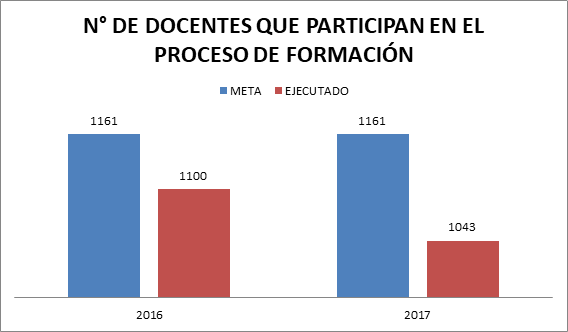 N° DE DOCENTES QUE PARTICIPAN EN EL
PROCESO DE FORMACIÓN
META EJECUTADO
1161 1161
1100
1043
2016 2017